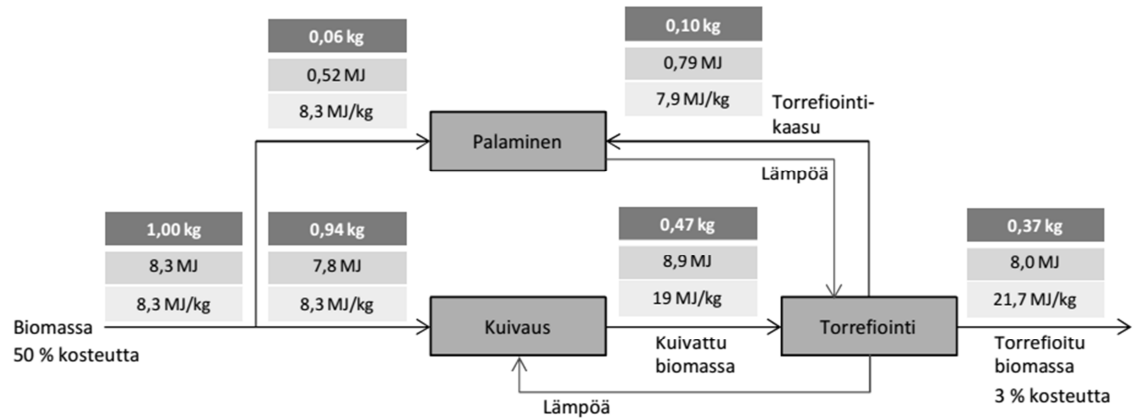 0,06 kg
0,52 MJ
8,3 MJ/kg
0,10 kg
0,79 MJ
7,9 MJ/kg
Torrefiointi-
kaasu
Palaminen
Lämpöä
1,00 kg
8,3 MJ
8,3 MJ/kg
0,94 kg
7,8 MJ
8,3 MJ/kg
0,47 kg
8,9 MJ
19 MJ/kg
0,37 kg
8,0 MJ
21,7 MJ/kg
Biomassa
50 % kosteutta
Kuivaus
Kuivattu
biomassa
Torrefiointi
Torrefioitu
biomassa
3 % kosteutta
Lämpöä